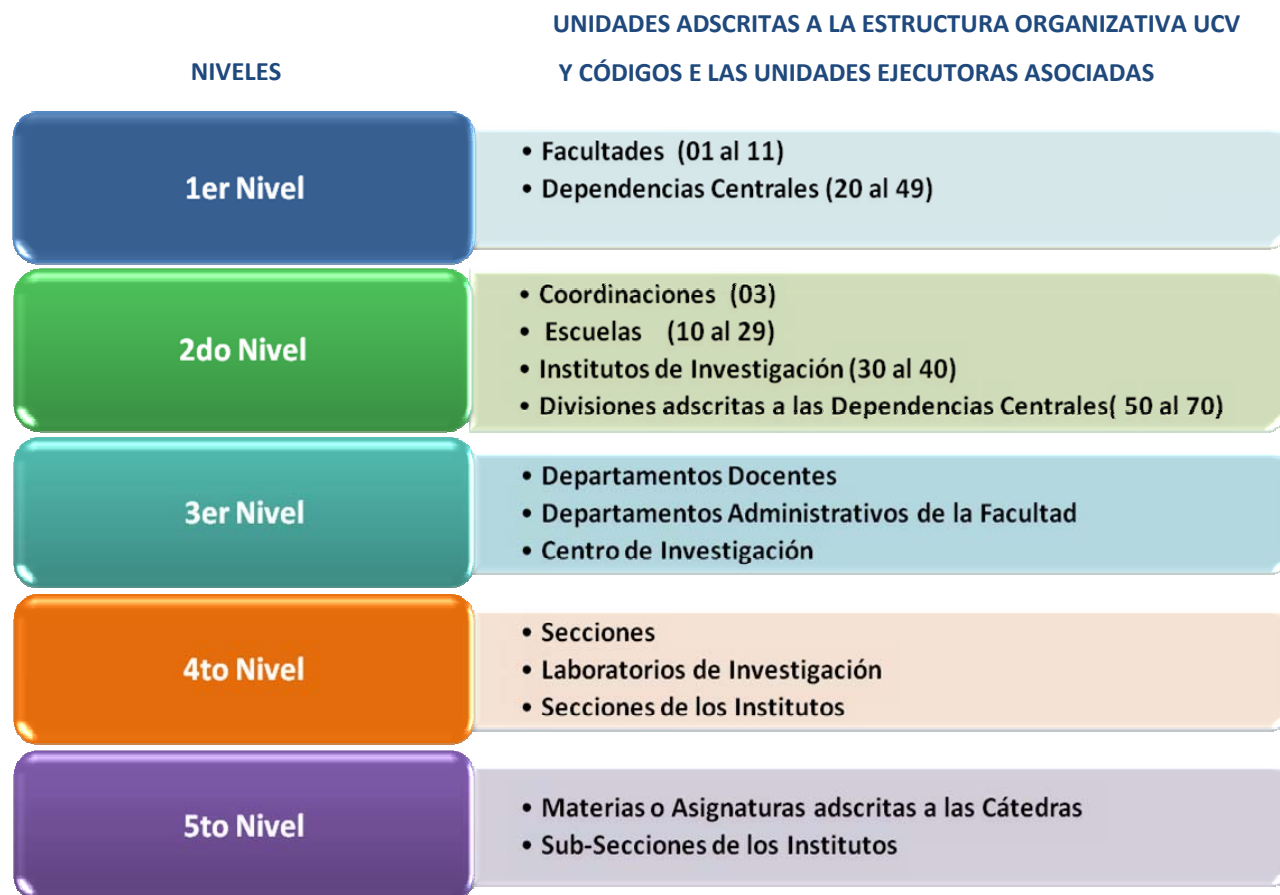 UNIDADES ADSCRITAS A LA ESTRUCTURA ORGANIZATIVA UCV
NIVELES
Y CÓDIGOS E LAS UNIDADES EJECUTORAS ASOCIADAS
1er Nivel
• Facultades (01 al 11)
• Dependencias Centrales (20 al 49)
2do Nivel
• Coordinaciones (03)
• Escuelas (10 al 29)
• Institutos de Investigación (30 al 40)
• Divisiones adscritas a las Dependencias Centrales( 50 al 70)
3er Nivel
• Departamentos Docentes
• Departamentos Administrativos de la Facultad
• Centro de Investigación
4to Nivel
• Secciones
• Laboratorios de Investigación
• Secciones de los Institutos
5to Nivel
• Materias o Asignaturas adscritas a las Cátedras
• Sub-Secciones de los Institutos